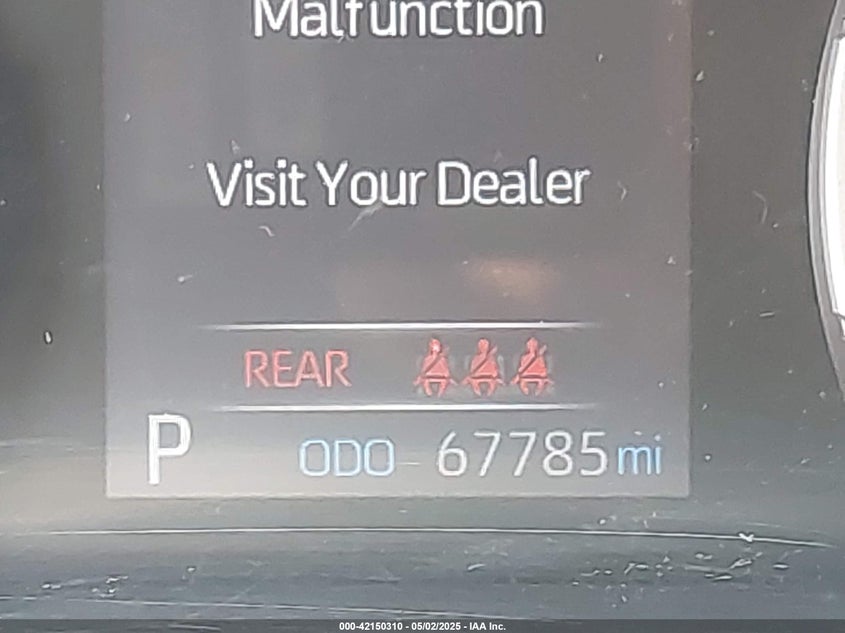 Malfunction
Visit Your Dealer
REAR
P ODO 67785 mi
000-42150310 - 05/02/2025 - IAA Inc.